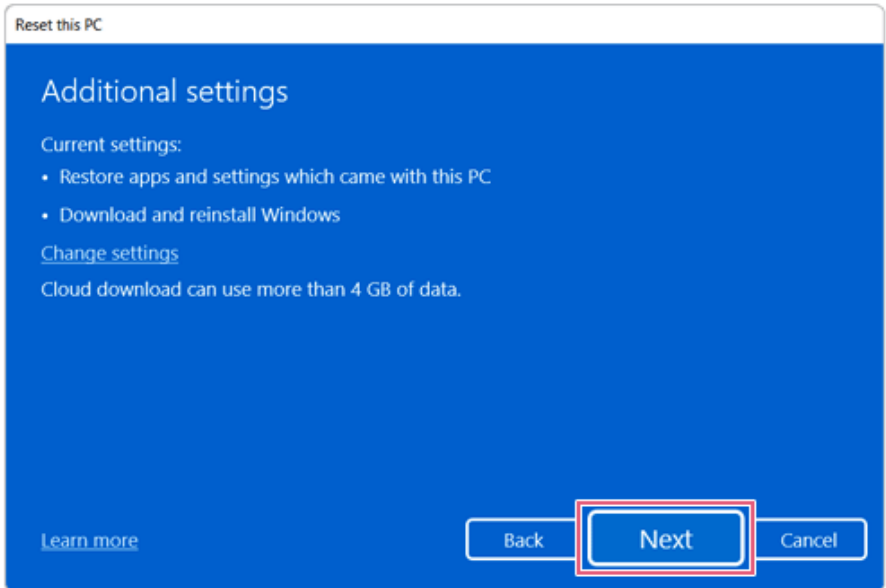 Reset this PC
Additional settings
Current settings:
• Restore apps and settings which came with this PC
• Download and reinstall Windows
Change settings
Cloud download can use more than 4 GB of data.
Learn more
Back
Next
Cancel